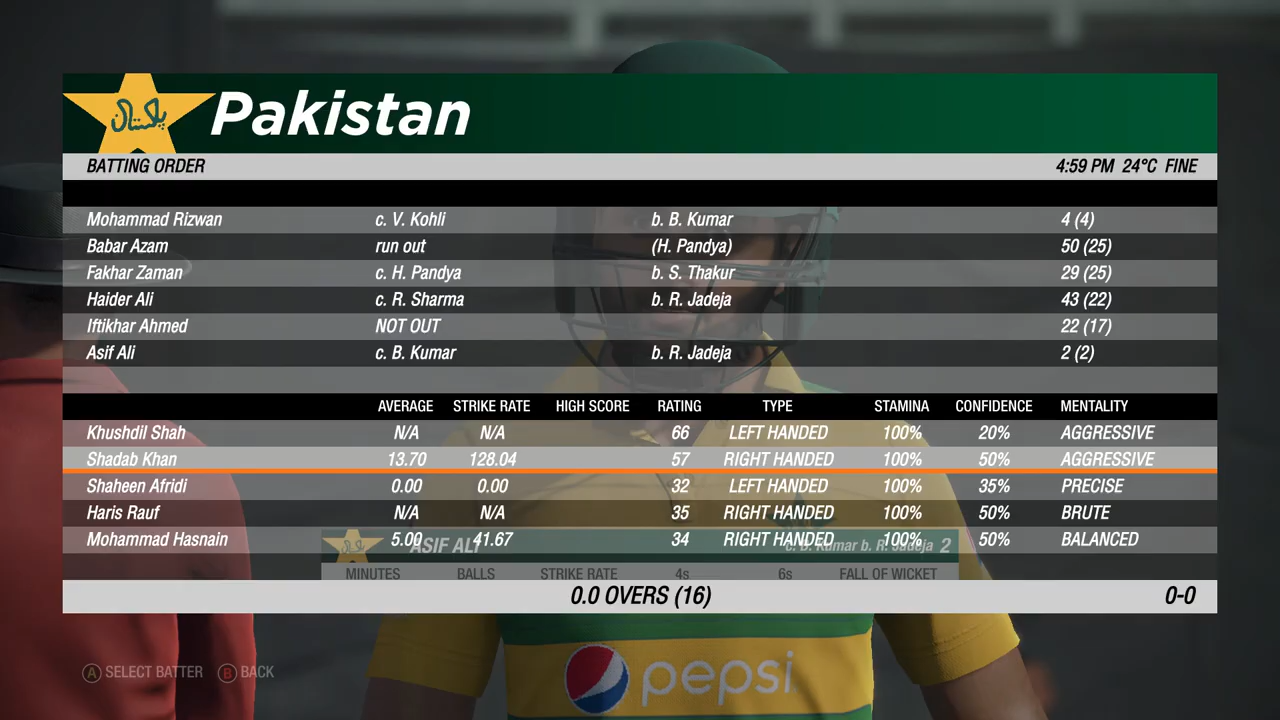 پاکستان
Pakistan
BATTING ORDER 4:59 PM 24°C FINE
Mohammad Rizwan c. V. Kohli b. B. Kumar 4 (4)
Babar Azam run out (H. Pandya) 50 (25)
Fakhar Zaman c. H. Pandya b. S. Thakur 29 (25)
Haider Ali c. R. Sharma b. R. Jadeja 43 (22)
Iftikhar Ahmed NOT OUT 22 (17)
Asif Ali c. B. Kumar b. R. Jadeja 2 (2)
AVERAGE STRIKE RATE HIGH SCORE RATING TYPE STAMINA CONFIDENCE MENTALITY
Khushdil Shah N/A N/A 66 LEFT HANDED 100% 20% AGGRESSIVE
Shadab Khan 13.70 128.04 57 RIGHT HANDED 100% 50% AGGRESSIVE
Shaheen Afridi 0.00 0.00 32 LEFT HANDED 100% 35% PRECISE
Haris Rauf N/A N/A 35 RIGHT HANDED 100% 50% BRUTE
Mohammad Hasnain 5.00 41.67 34 RIGHT HANDED 100% 50% BALANCED
ASIF ALI c. B. Kumar b. R. Jadeja 2
MINUTES BALLS STRIKE RATE 4s 6s FALL OF WICKET
0.0 OVERS (16) 0-0
A SELECT BATTER B BACK
pepsi